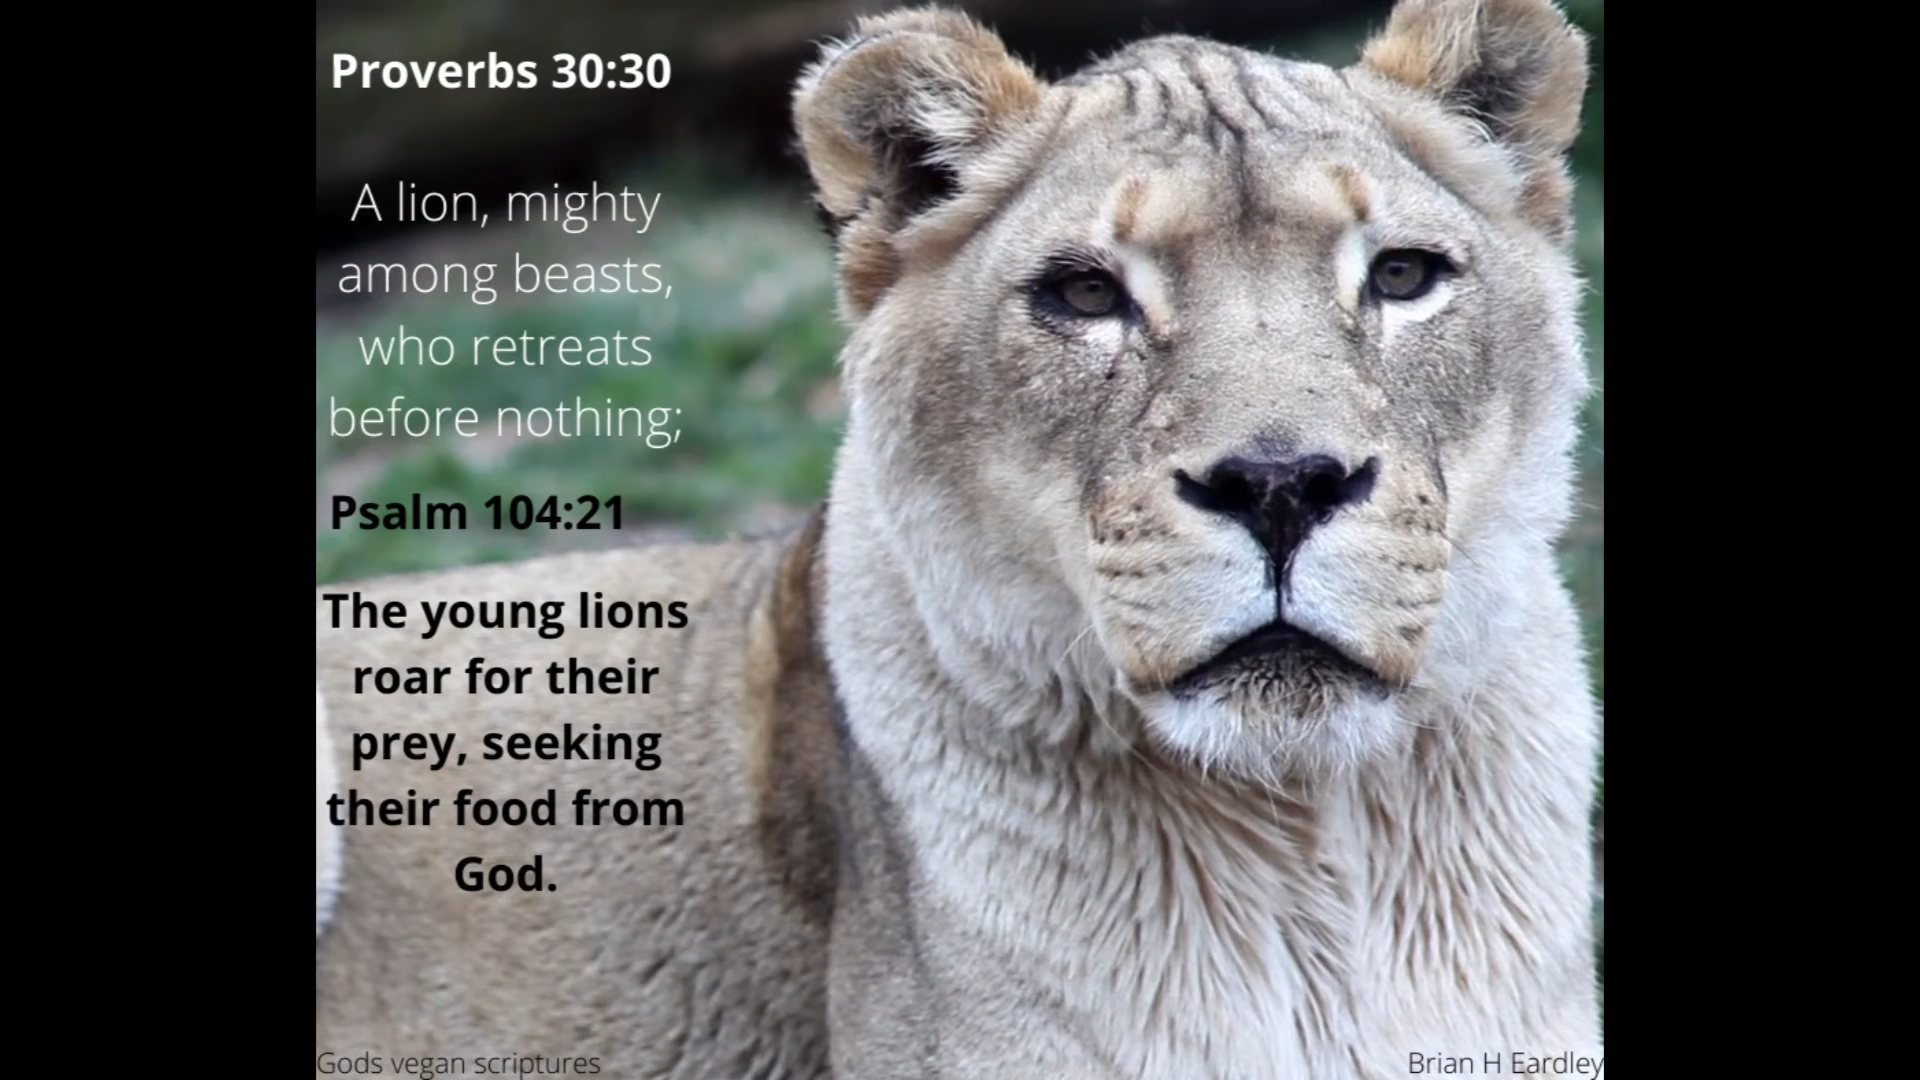 Proverbs 30:30
A lion, mighty
among beasts,
who retreats
before nothing;
Psalm 104:21
The young lions
roar for their
prey, seeking
their food from
God.
Gods vegan scriptures
Brian H Eardley